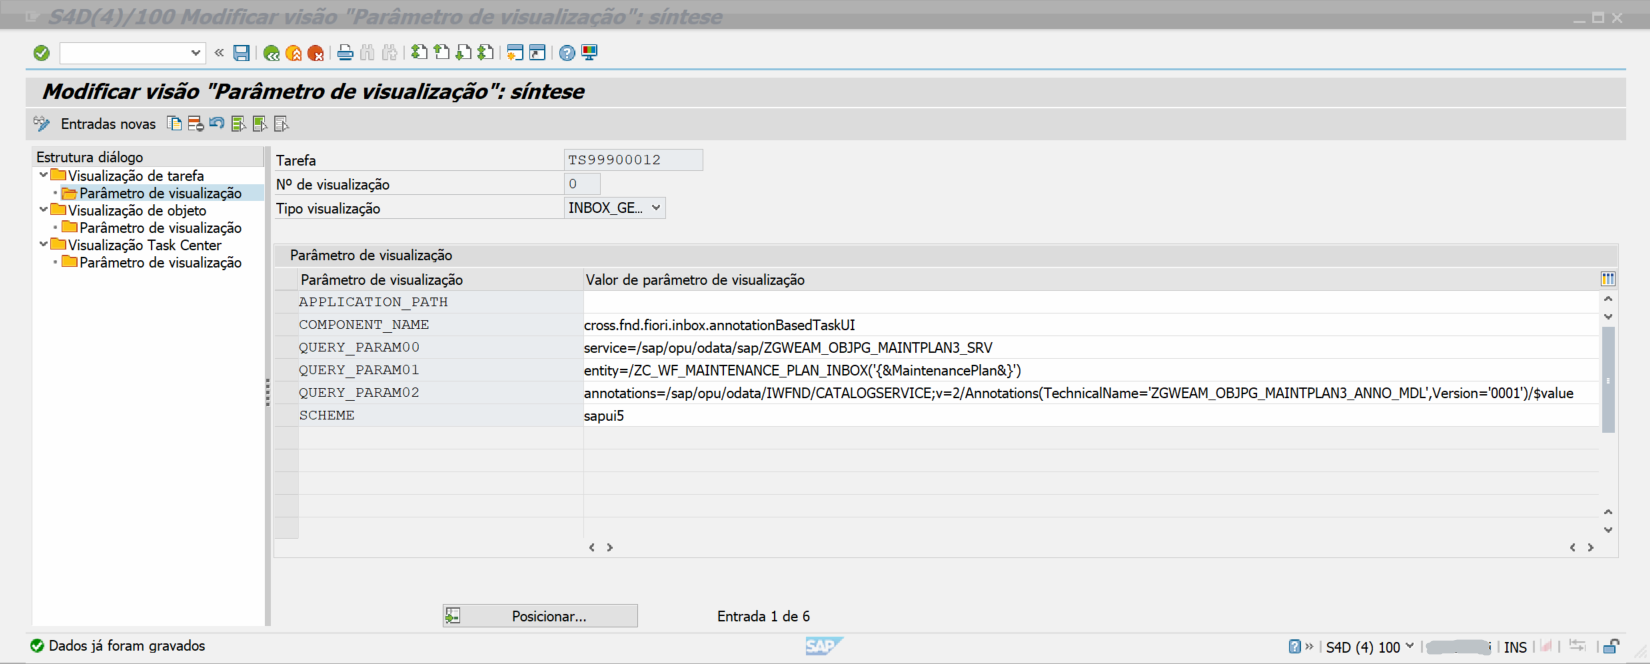 S4D(4)/100 Modificar visão "Parâmetro de visualização": síntese
Modificar visão "Parâmetro de visualização": síntese
Entradas novas
Estrutura diálogo
Visualização de tarefa
Parâmetro de visualização
Visualização de objeto
Parâmetro de visualização
Visualização Task Center
Parâmetro de visualização
Tarefa TS99900012
Nº de visualização 0
Tipo visualização INBOX_GE...
Parâmetro de visualização
Parâmetro de visualização Valor de parâmetro de visualização
APPLICATION_PATH
COMPONENT_NAME cross.fnd.fiori.inbox.annotationBasedTaskUI
QUERY_PARAM00 service=/sap/opu/odata/sap/ZGWEAM_OBJPG_MAINTPLAN3_SRV
QUERY_PARAM01 entity=/ZC_WF_MAINTENANCE_PLAN_INBOX('{&MaintenancePlan&}')
QUERY_PARAM02 annotations=/sap/opu/odata/IWFND/CATALOGSERVICE;v=2/Annotations(TechnicalName='ZGWEAM_OBJPG_MAINTPLAN3_ANNO_MDL',Version='0001')/$value
SCHEME sapui5
Posicionar... Entrada 1 de 6
Dados já foram gravados SAP S4D (4) 100 INS